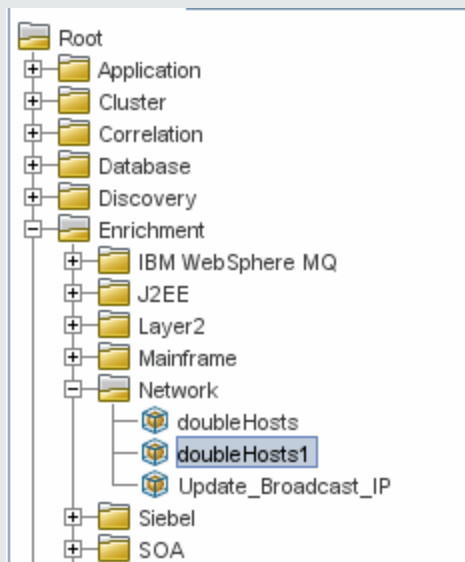 Root
Application
Cluster
Correlation
Database
Discovery
Enrichment
IBM WebSphere MQ
J2EE
Layer2
Mainframe
Network
doubleHosts
doubleHosts1
Update_Broadcast_IP
Siebel
SOA